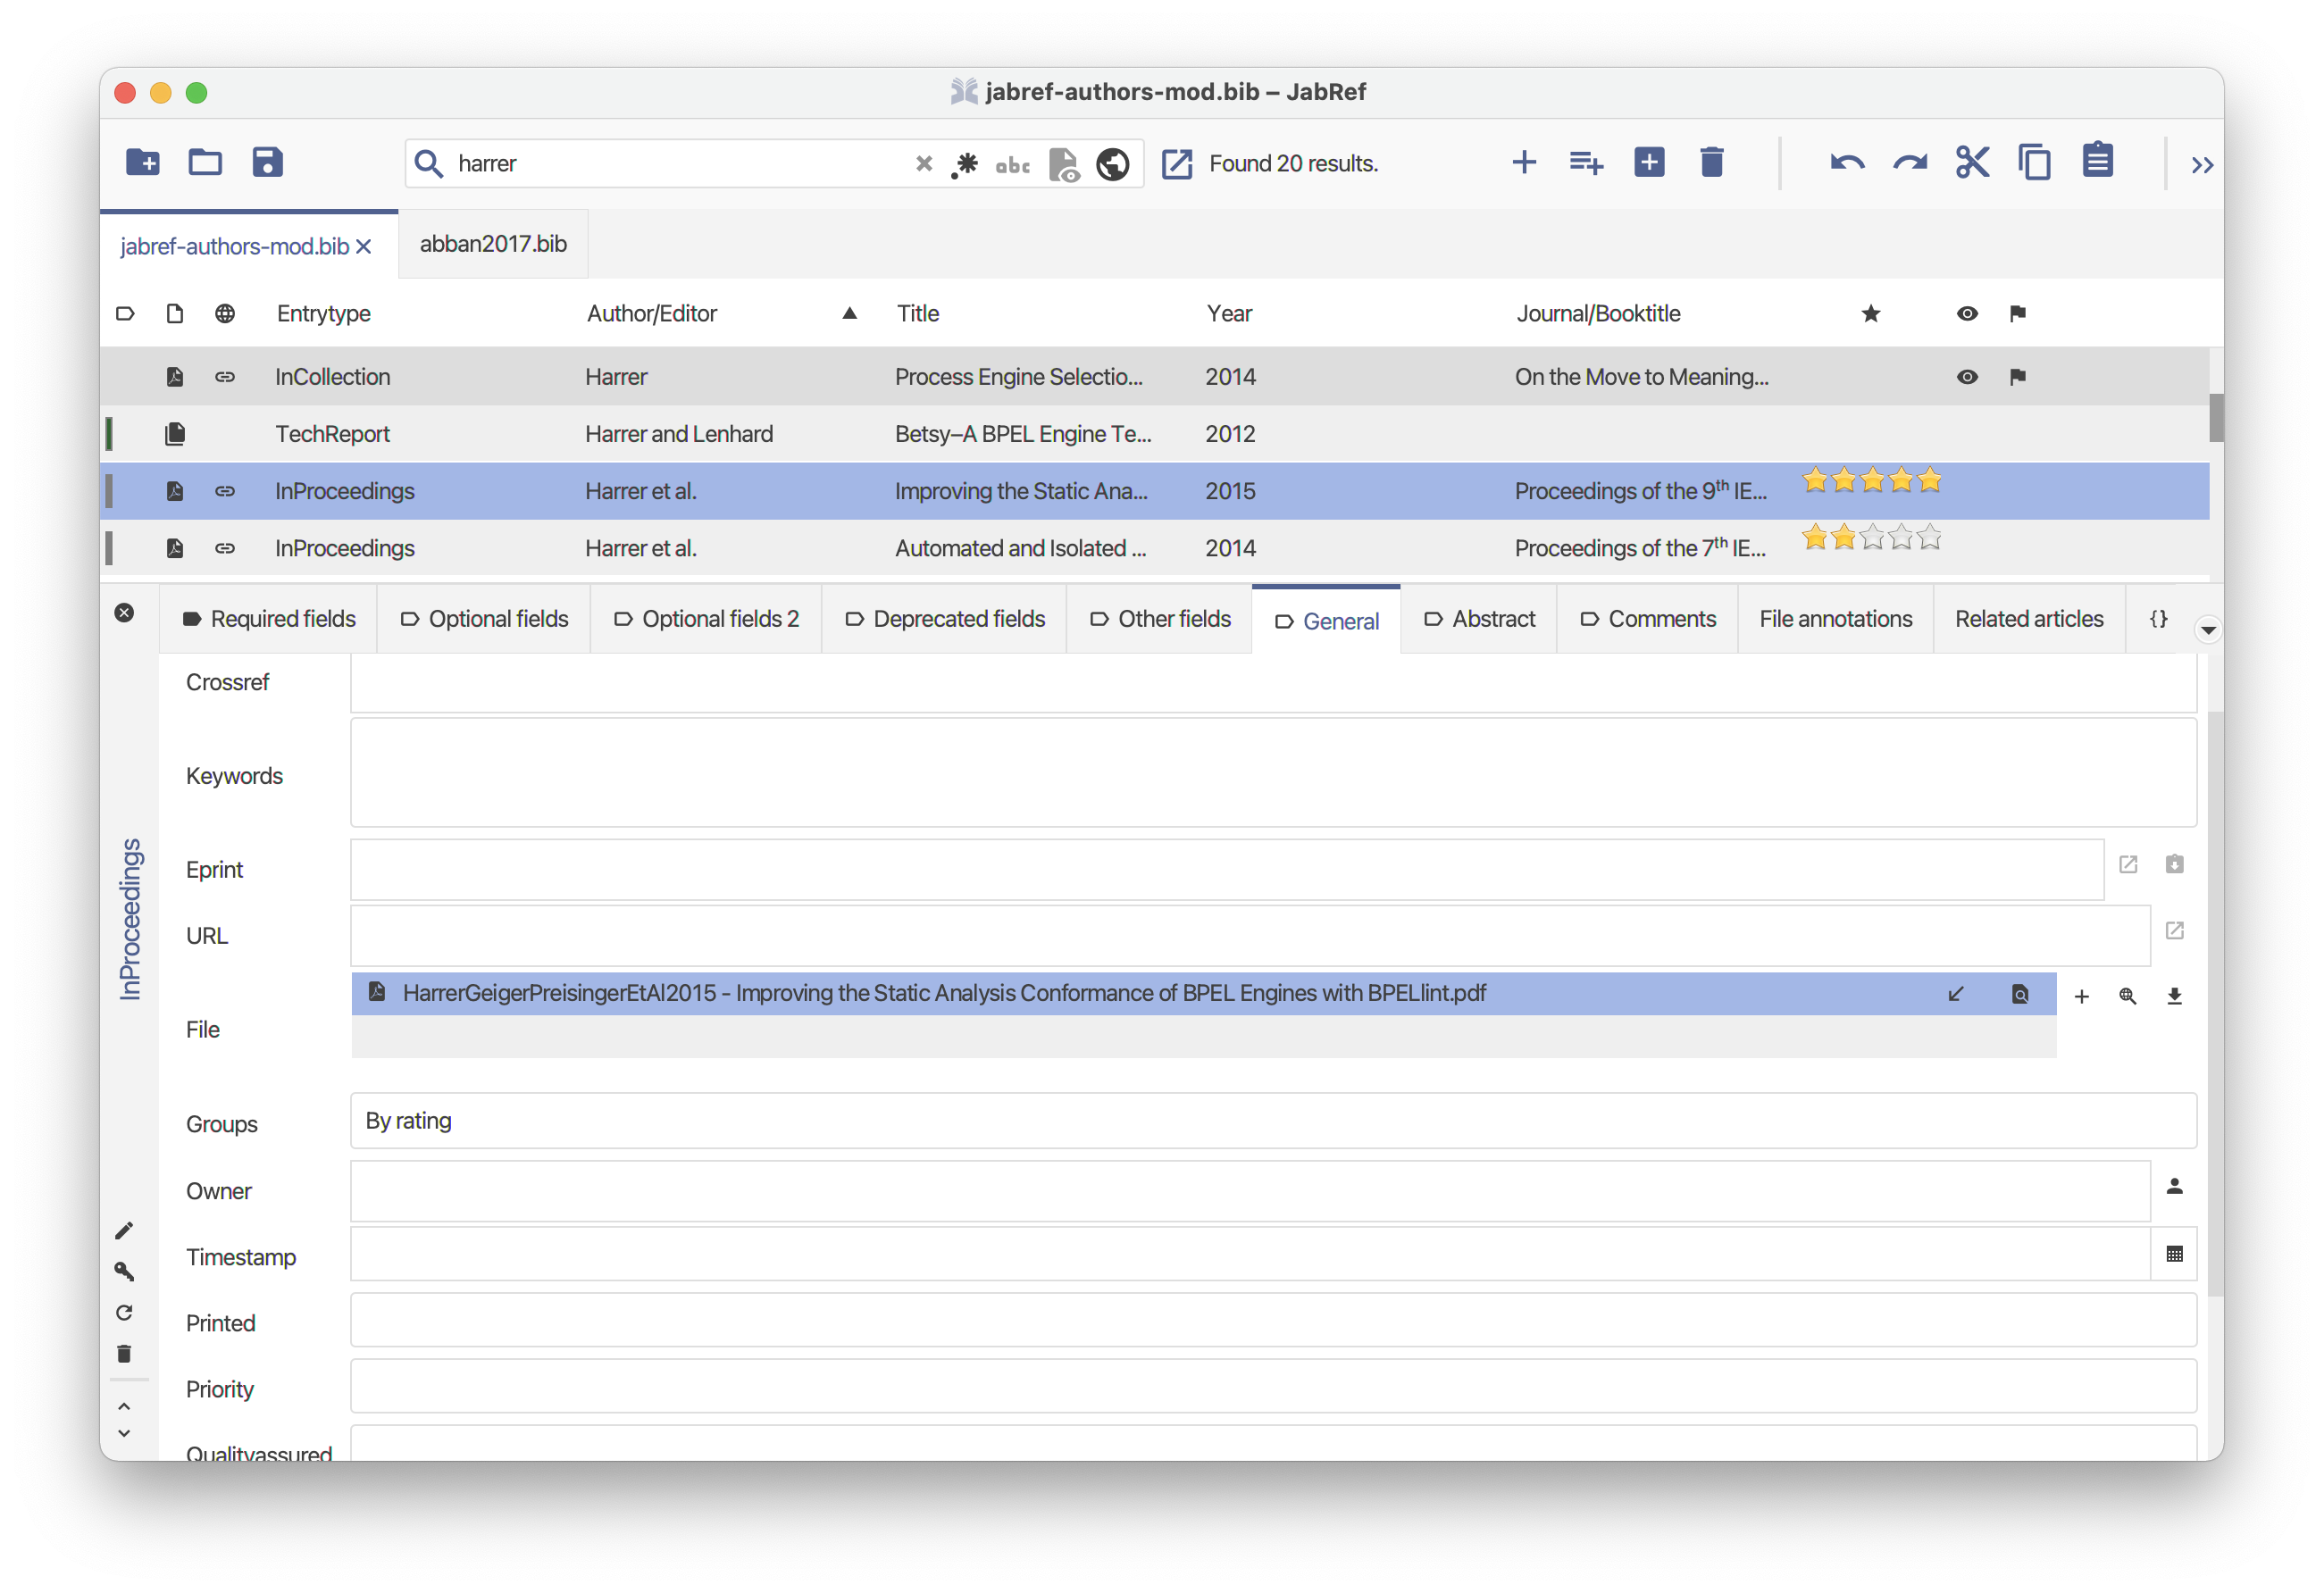 jabref-authors-mod.bib – JabRef
harrer
abc
Found 20 results.
jabref-authors-mod.bib
abban2017.bib
Entrytype Author/Editor Title Year Journal/Booktitle
InCollection Harrer Process Engine Selectio... 2014 On the Move to Meaning...
TechReport Harrer and Lenhard Betsy–A BPEL Engine Te... 2012
InProceedings Harrer et al. Improving the Static Ana... 2015 Proceedings of the 9th IE...
InProceedings Harrer et al. Automated and Isolated ... 2014 Proceedings of the 7th IE...
Required fields Optional fields Optional fields 2 Deprecated fields Other fields General Abstract Comments File annotations Related articles {}
InProceedings
Crossref
Keywords
Eprint
URL
File
HarrerGeigerPreisingerEtAl2015 - Improving the Static Analysis Conformance of BPEL Engines with BPELlint.pdf
Groups
By rating
Owner
Timestamp
Printed
Priority
Qualityassured